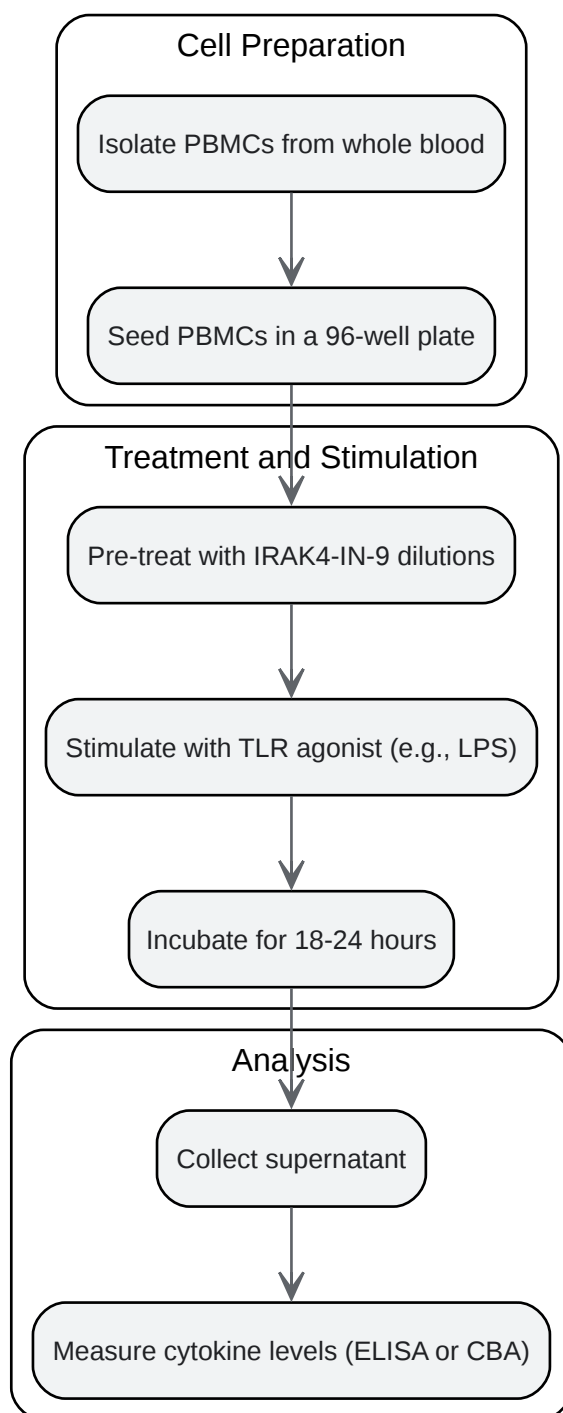 Cell Preparation
Isolate PBMCs from whole blood
Seed PBMCs in a 96-well plate
Treatment and Stimulation
Pre-treat with IRAK4-IN-9 dilutions
Stimulate with TLR agonist (e.g., LPS)
Incubate for 18-24 hours
Analysis
Collect supernatant
Measure cytokine levels (ELISA or CBA)